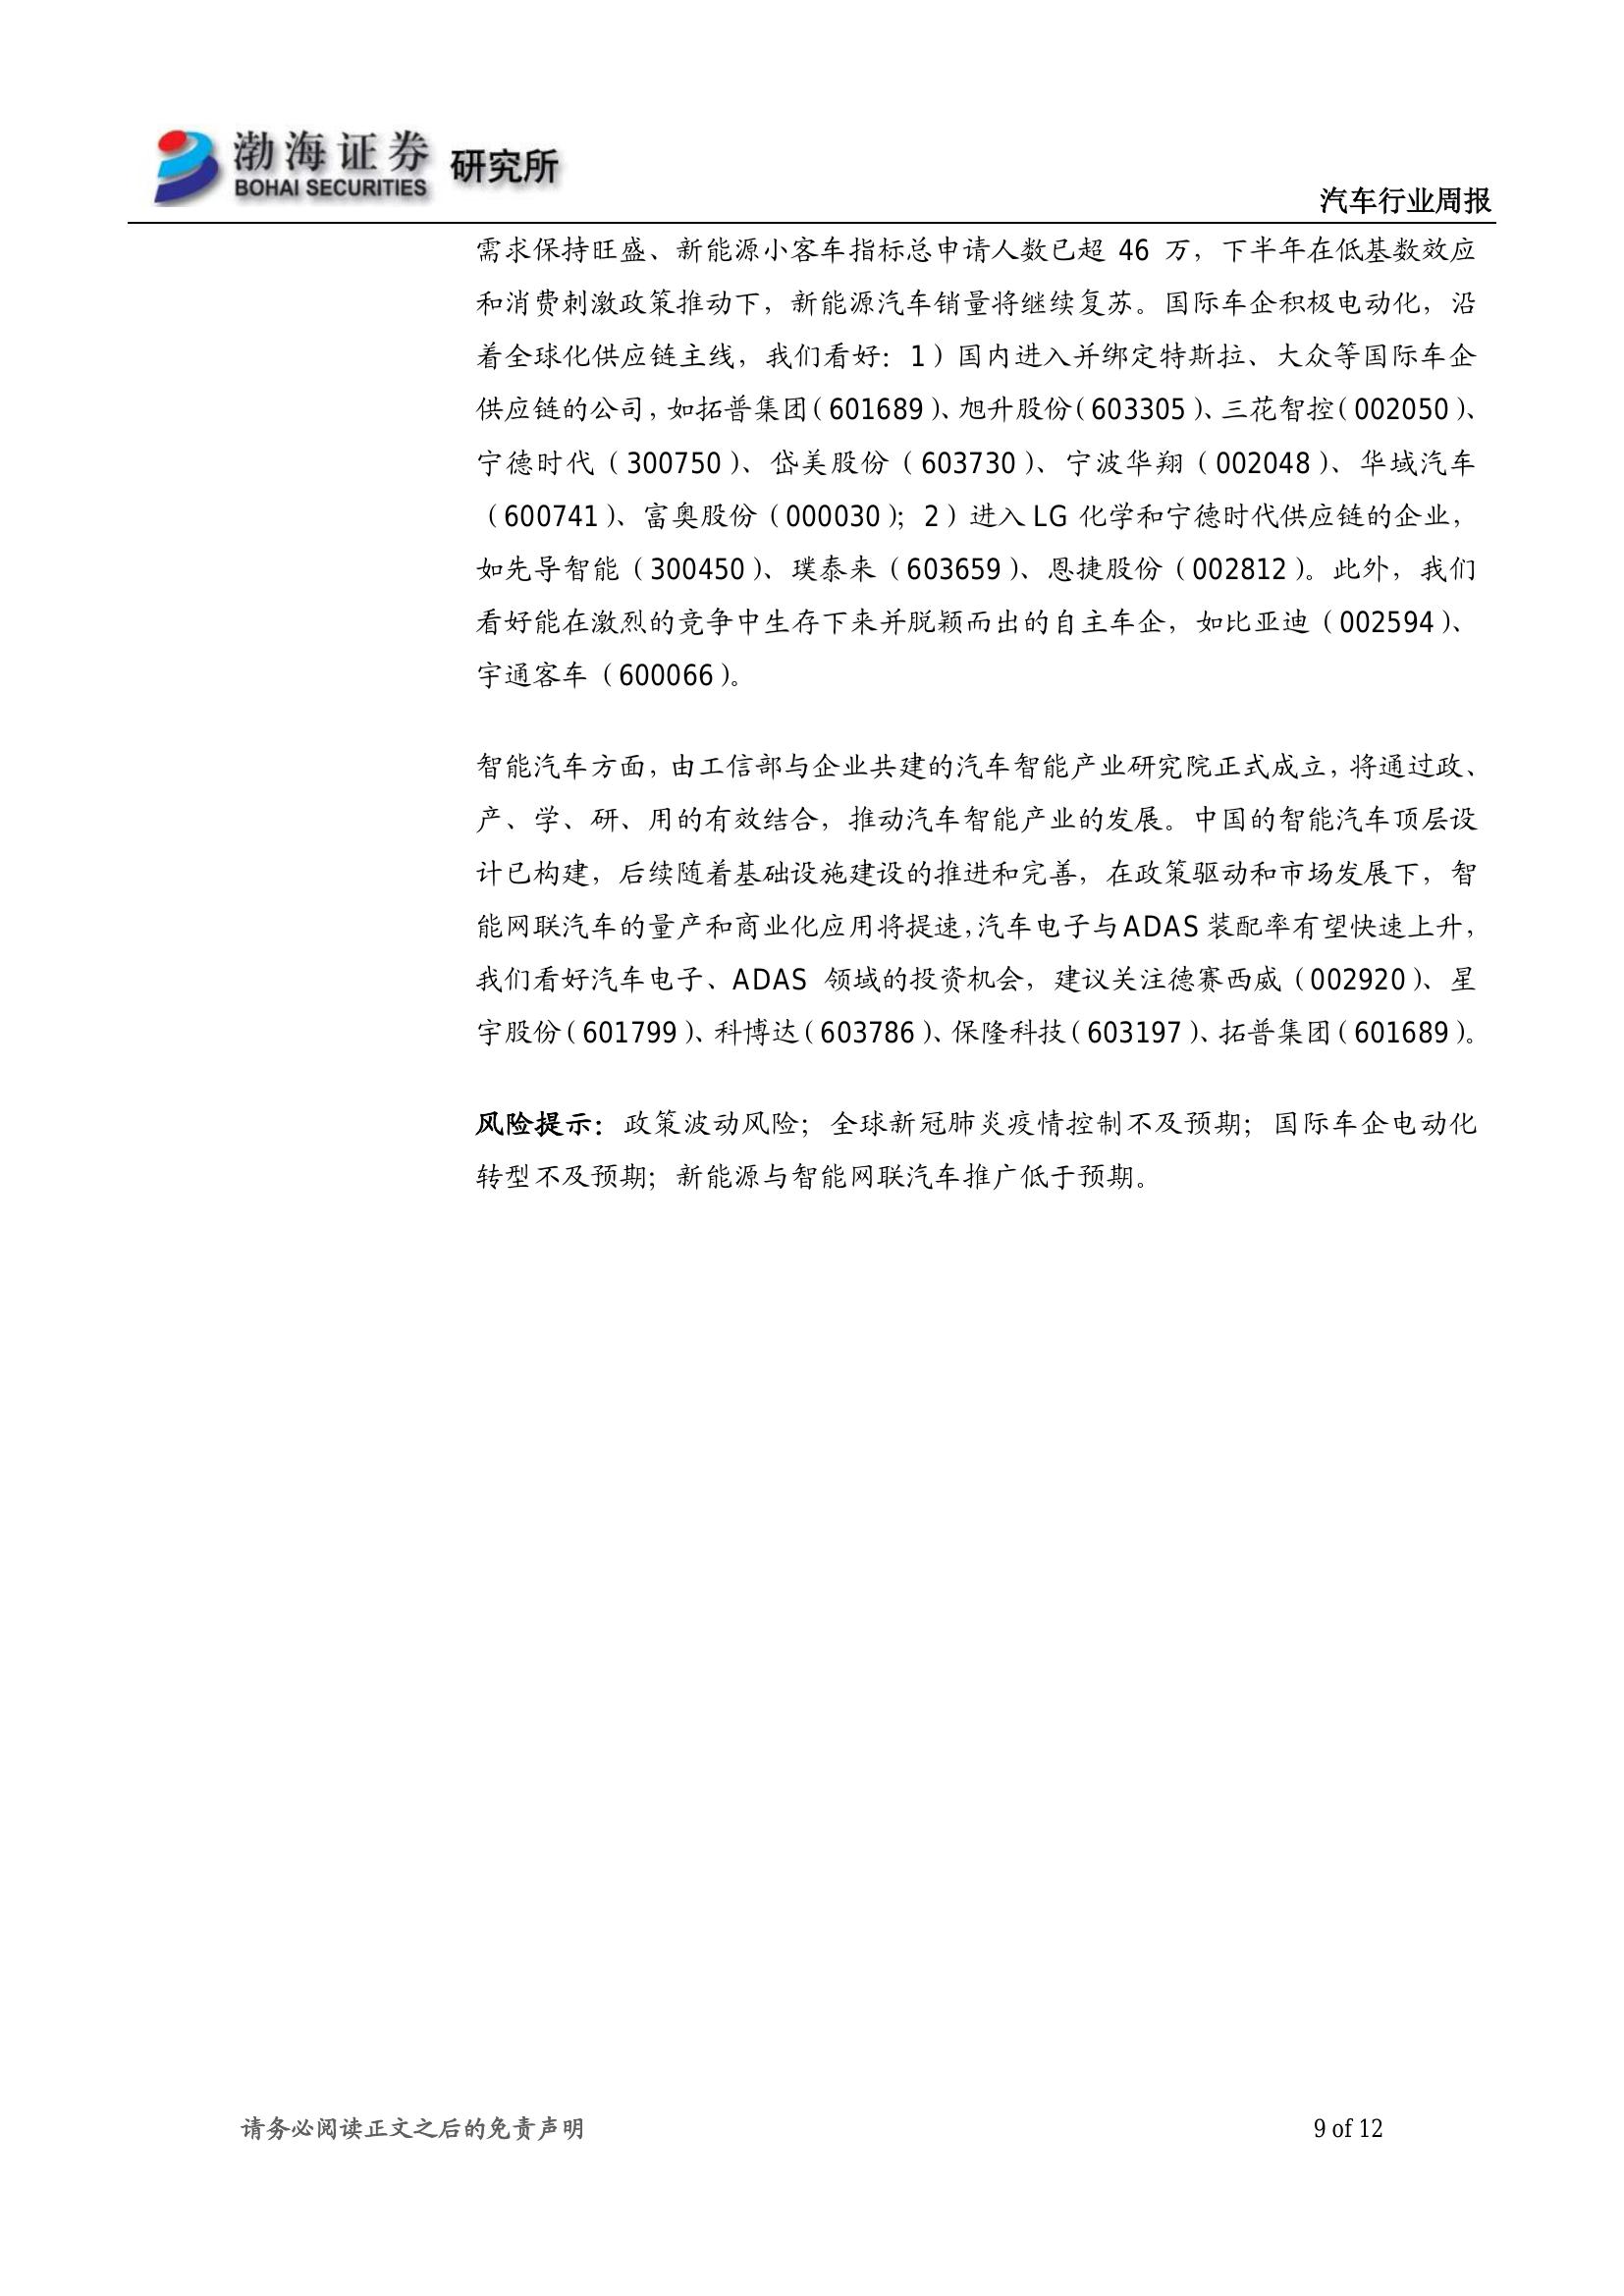 渤海证券 研究所
BOHAI SECURITIES
汽车行业周报
需求保持旺盛、新能源小客车指标总申请人数已超 46 万，下半年在低基数效应
和消费刺激政策推动下，新能源汽车销量将继续复苏。国际车企积极电动化，沿
着全球化供应链主线，我们看好：1）国内进入并绑定特斯拉、大众等国际车企
供应链的公司，如拓普集团（601689）、旭升股份（603305）、三花智控（002050）、
宁德时代（300750）、岱美股份（603730）、宁波华翔（002048）、华域汽车
（600741）、富奥股份（000030）；2）进入 LG 化学和宁德时代供应链的企业，
如先导智能（300450）、璞泰来（603659）、恩捷股份（002812）。此外，我们
看好能在激烈的竞争中生存下来并脱颖而出的自主车企，如比亚迪（002594）、
宇通客车（600066）。
智能汽车方面，由工信部与企业共建的汽车智能产业研究院正式成立，将通过政、
产、学、研、用的有效结合，推动汽车智能产业的发展。中国的智能汽车顶层设
计已构建，后续随着基础设施建设的推进和完善，在政策驱动和市场发展下，智
能网联汽车的量产和商业化应用将提速，汽车电子与 ADAS 装配率有望快速上升，
我们看好汽车电子、ADAS 领域的投资机会，建议关注德赛西威（002920）、星
宇股份（601799）、科博达（603786）、保隆科技（603197）、拓普集团（601689）。
风险提示：政策波动风险；全球新冠肺炎疫情控制不及预期；国际车企电动化
转型不及预期；新能源与智能网联汽车推广低于预期。
请务必阅读正文之后的免责声明 9 of 12